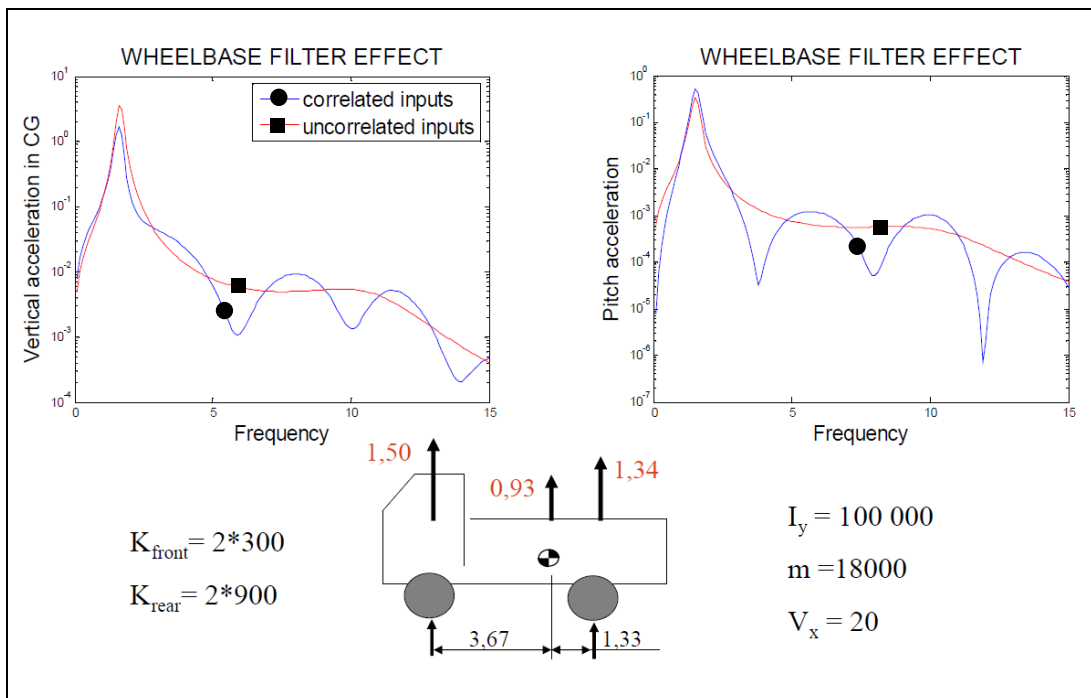 WHEELBASE FILTER EFFECT
10^1
10^0
10^-1
10^-2
10^-3
10^-4
0
5
10
15
Vertical acceleration in CG
Frequency
correlated inputs
uncorrelated inputs
WHEELBASE FILTER EFFECT
10^0
10^-1
10^-2
10^-3
10^-4
10^-5
10^-6
10^-7
0
5
10
15
Pitch acceleration
Frequency
1,50
0,93
1,34
K_front= 2*300
K_rear= 2*900
3,67
1,33
I_y = 100 000
m =18000
V_x = 20